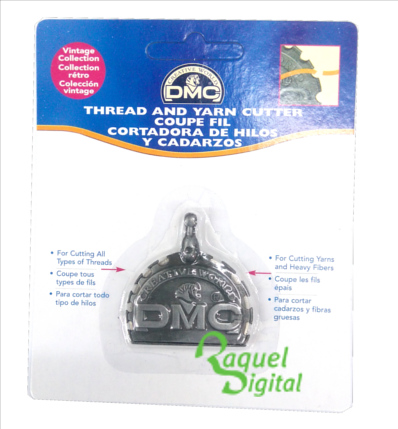 Vintage
Collection
Collection
rétro
Colección
vintage
DMC
THREAD AND YARN CUTTER
COUPE FIL
CORTADORA DE HILOS
Y CADARZOS
• For Cutting All
Types of Threads
• Coupe tous
types de fils
• Para cortar todo
tipo de hilos
• For Cutting Yarns
and Heavy Fibers
• Coupe les fils
épais
• Para cortar
cadarzos y fibras
gruesas
DMC
Raquel
Digital